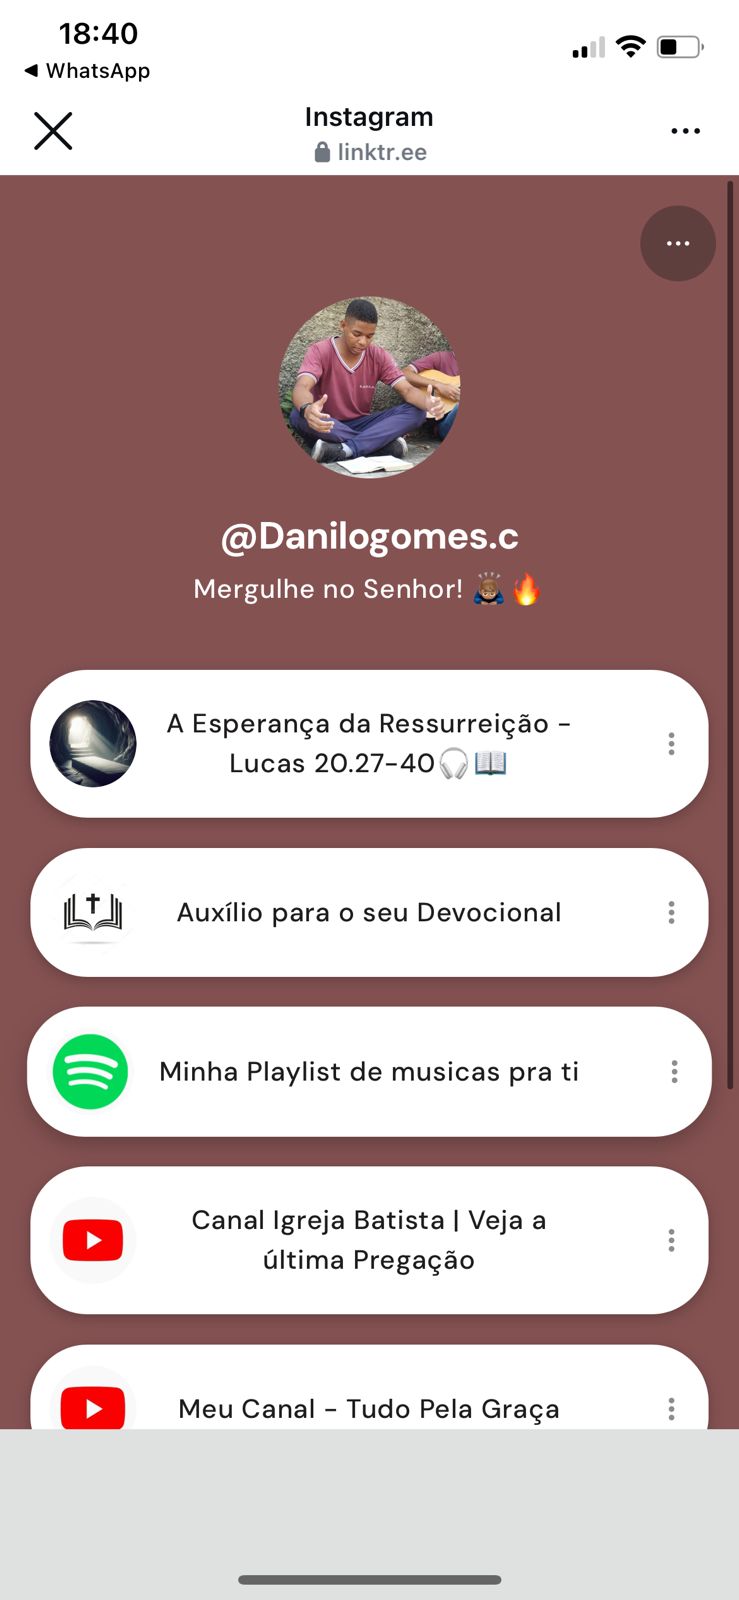 18:40
◀ WhatsApp
Instagram
linktr.ee
@Danilogomes.c
Mergulhe no Senhor! 🙇🏽‍♂️🔥
A Esperança da Ressurreição -
Lucas 20.27-40🎧📖
Auxílio para o seu Devocional
Minha Playlist de musicas pra ti
Canal Igreja Batista | Veja a
última Pregação
Meu Canal - Tudo Pela Graça